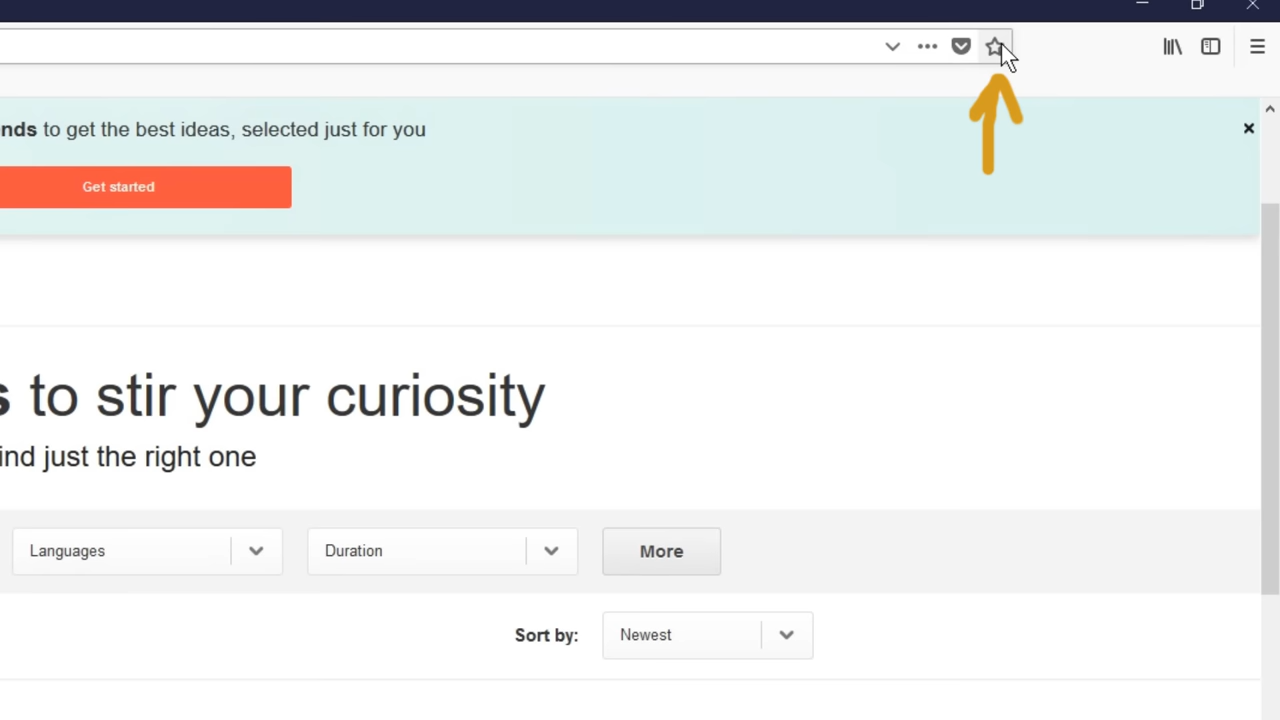 nds to get the best ideas, selected just for you
Get started
s to stir your curiosity
ind just the right one
Languages
Duration
More
Sort by:
Newest